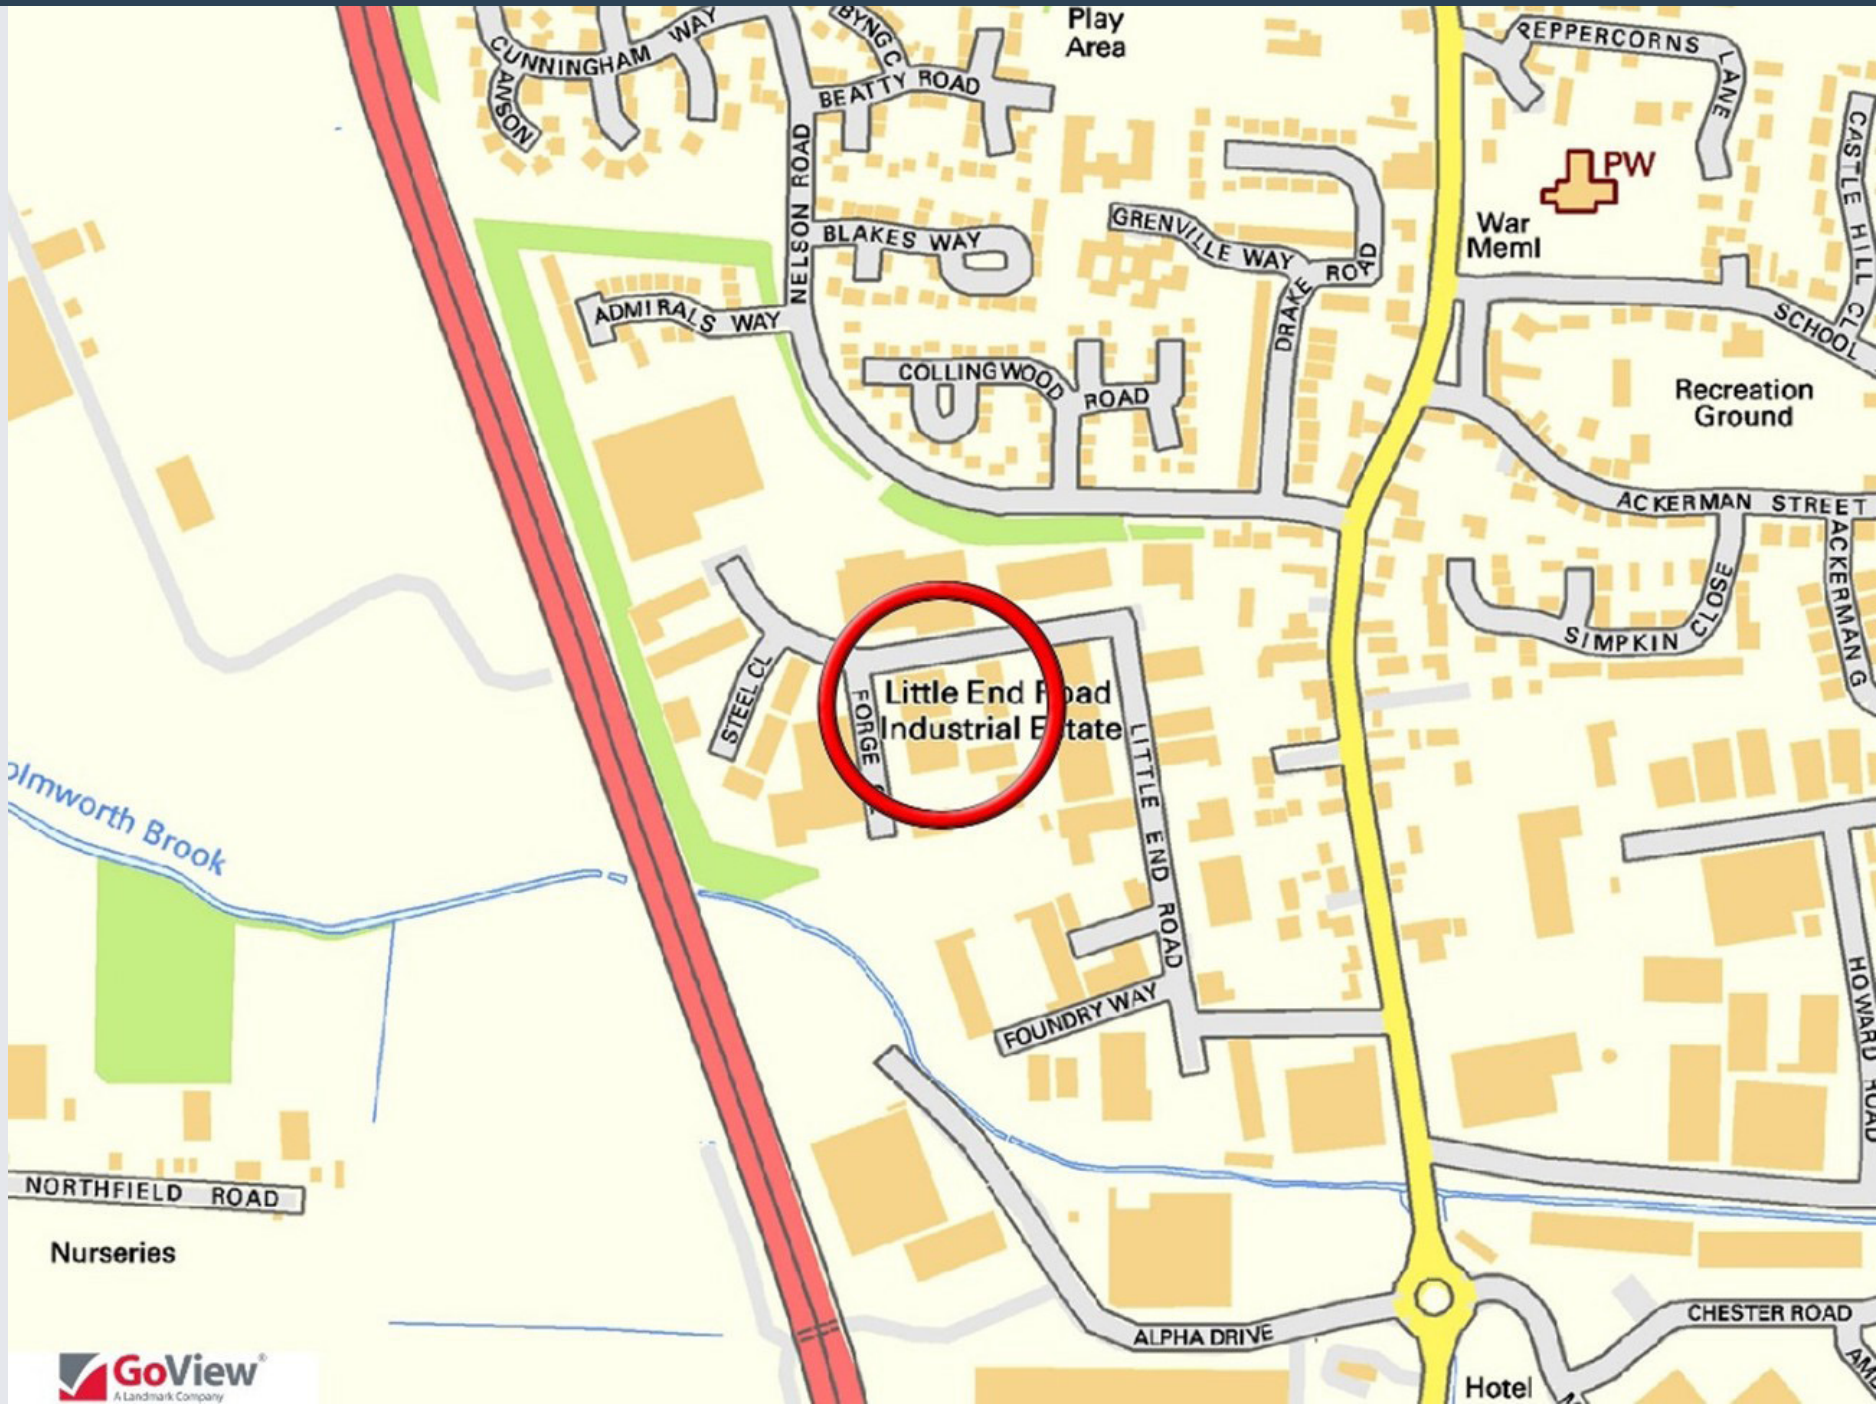 Play
Area
CUNNINGHAM WAY
ANSON
BYNG C
BEATTY ROAD
PEPPERCORNS LANE
CASTLE HILL CL
PW
War
Meml
NELSON ROAD
BLAKES WAY
GRENVILLE WAY
DRAKE ROAD
ADMIRALS WAY
SCHOOL
COLLINGWOOD ROAD
Recreation
Ground
ACKERMAN STREET
ACKERMAN G
SIMPKIN CLOSE
STEEL CL
FORGE
Little End Road
Industrial Estate
LITTLE END ROAD
olmworth Brook
FOUNDRY WAY
HOWARD ROAD
NORTHFIELD ROAD
Nurseries
ALPHA DRIVE
CHESTER ROAD
Hotel
GoView®
A Landmark Company